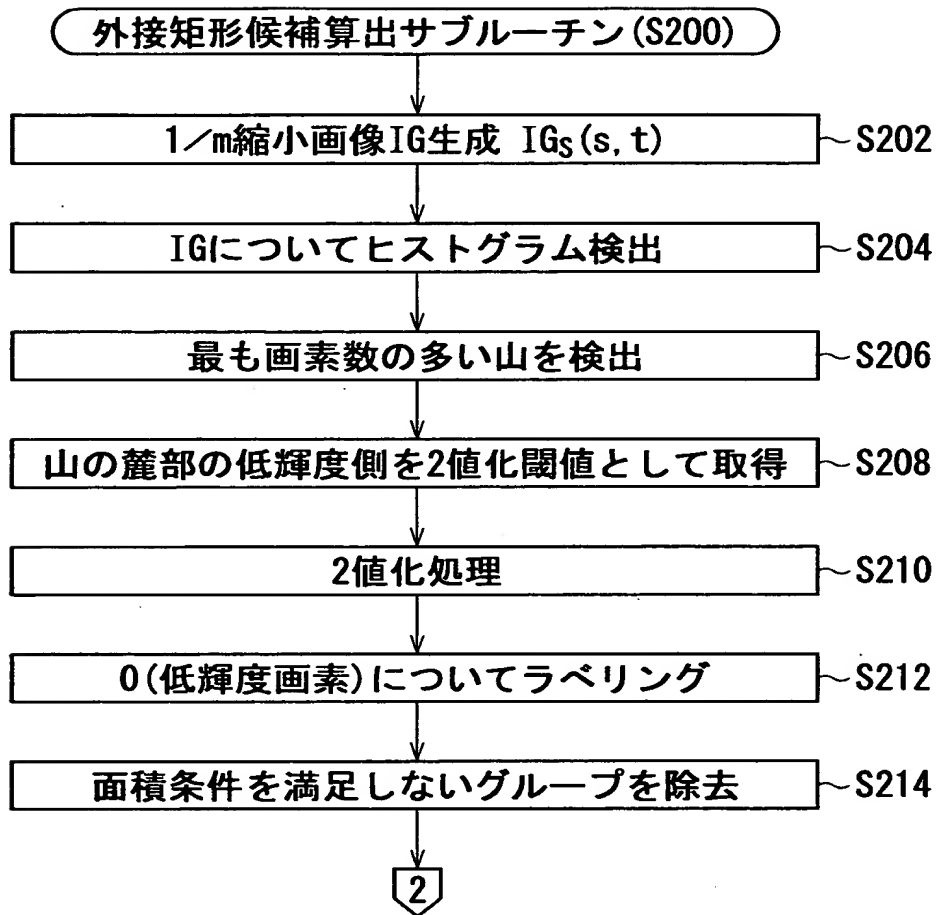 外接矩形候補算出サブルーチン(S200)
1/m縮小画像IG生成 IGS(s,t) S202
IGについてヒストグラム検出 S204
最も画素数の多い山を検出 S206
山の麓部の低輝度側を2値化閾値として取得 S208
2値化処理 S210
0(低輝度画素)についてラベリング S212
面積条件を満足しないグループを除去 S214
2